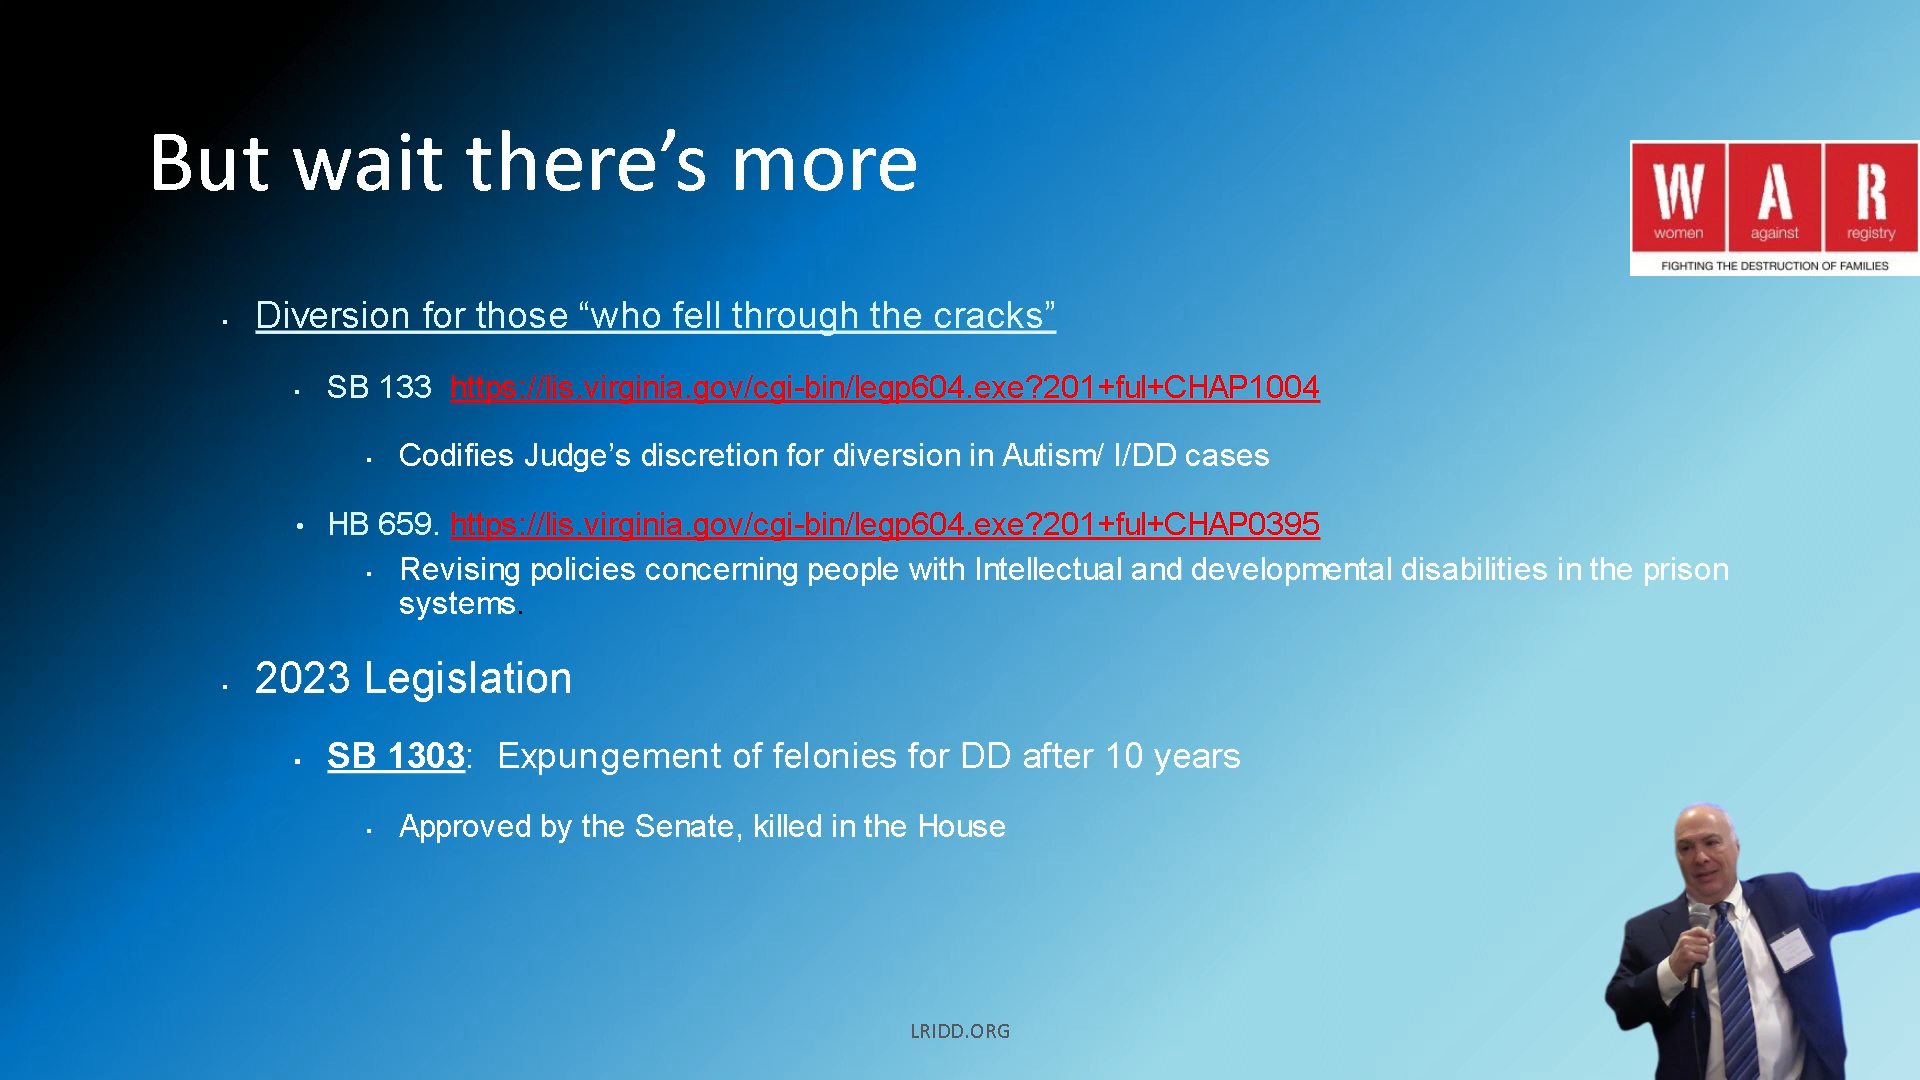 But wait there’s more
W A R
women against registry
FIGHTING THE DESTRUCTION OF FAMILIES
Diversion for those “who fell through the cracks”
SB 133 https://lis.virginia.gov/cgi-bin/legp604.exe?201+ful+CHAP1004
Codifies Judge’s discretion for diversion in Autism/ I/DD cases
HB 659. https://lis.virginia.gov/cgi-bin/legp604.exe?201+ful+CHAP0395
Revising policies concerning people with Intellectual and developmental disabilities in the prison
systems.
2023 Legislation
SB 1303: Expungement of felonies for DD after 10 years
Approved by the Senate, killed in the House
LRIDD.ORG